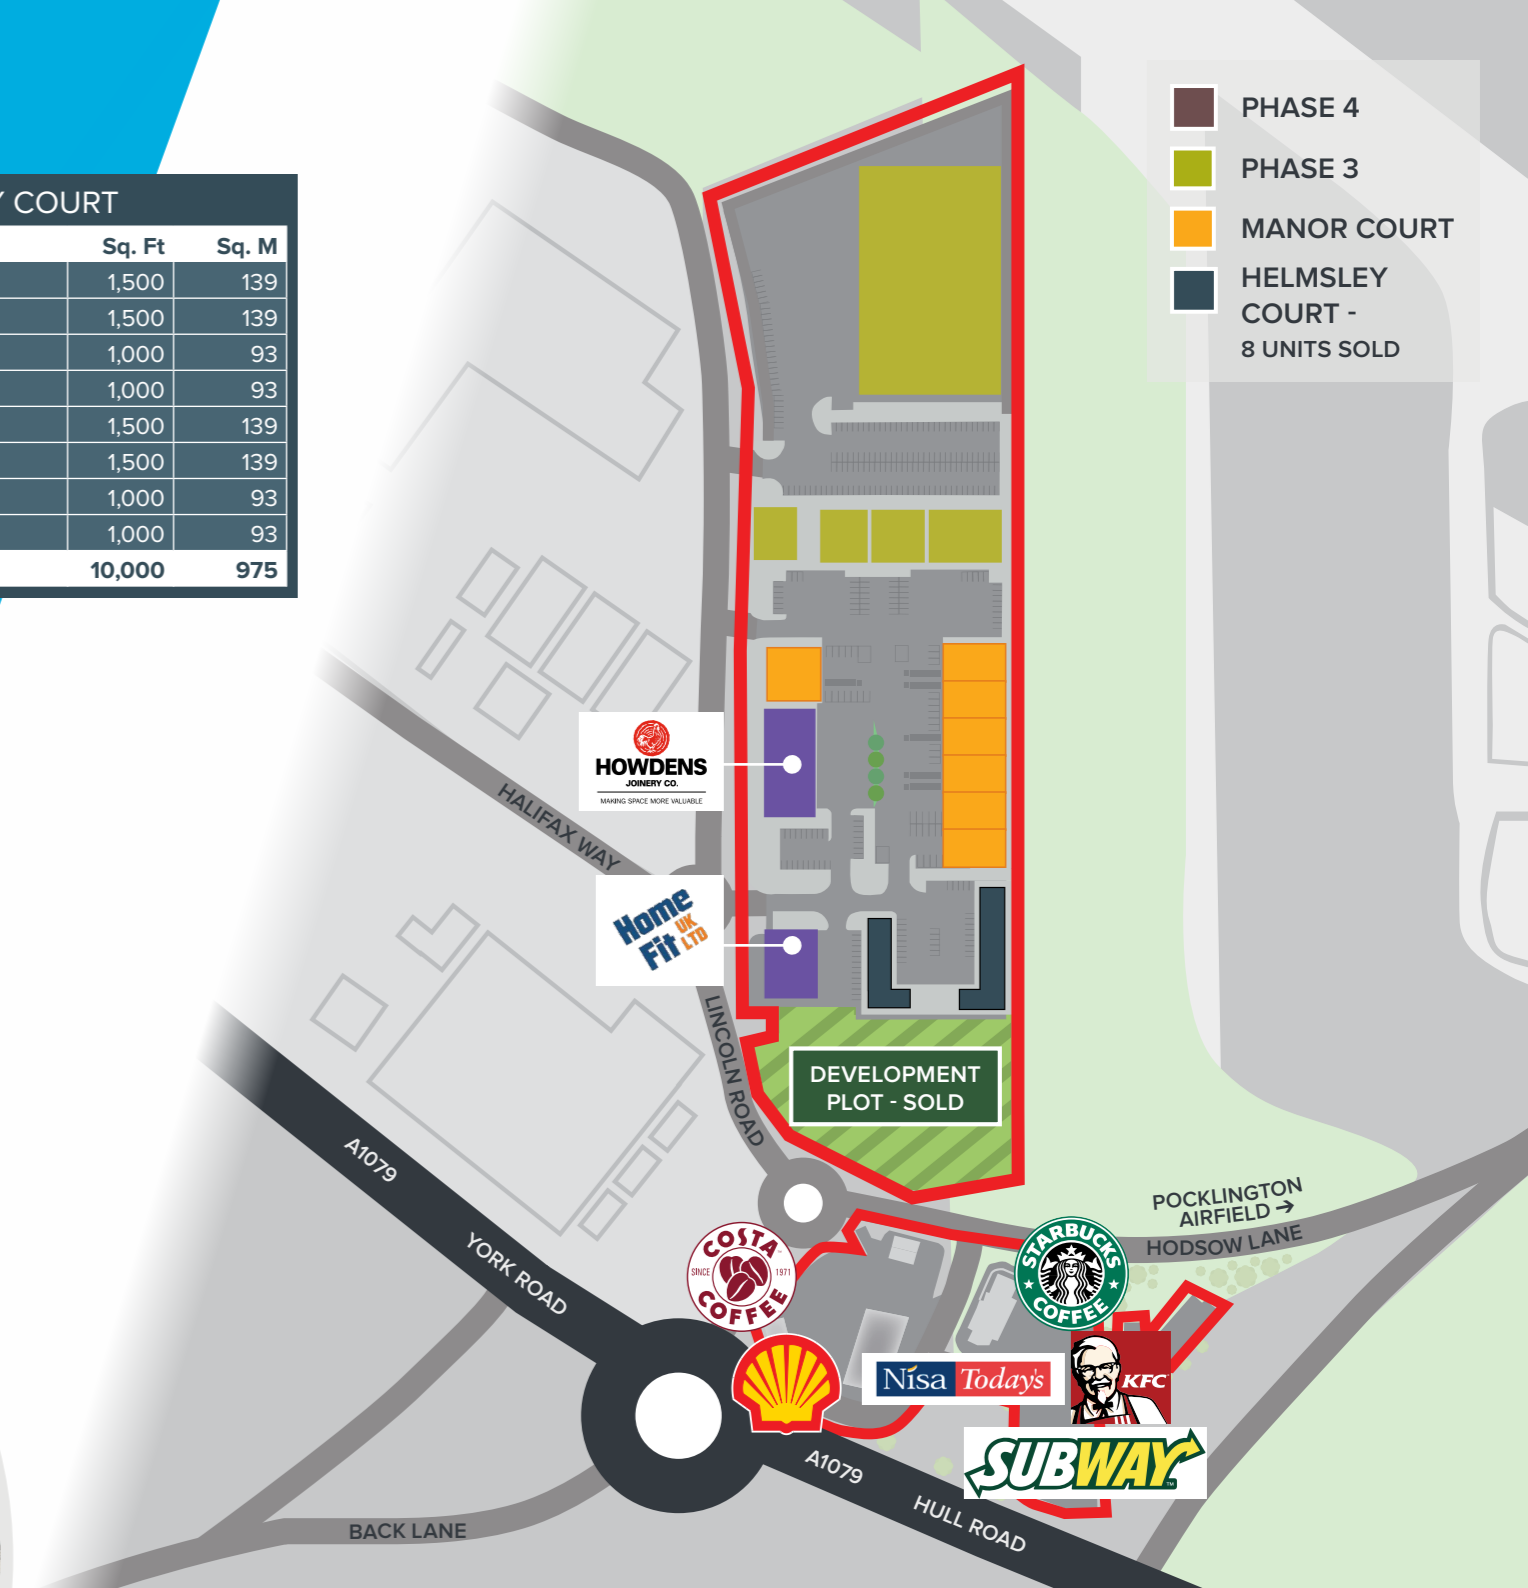 Y COURT
Sq. Ft Sq. M
1,500 139
1,500 139
1,000 93
1,000 93
1,500 139
1,500 139
1,000 93
1,000 93
10,000 975
PHASE 4
PHASE 3
MANOR COURT
HELMSLEY
COURT -
8 UNITS SOLD
HOWDENS
JOINERY CO.
MAKING SPACE MORE VALUABLE
HALIFAX WAY
Home
Fit UK
LTD
LINCOLN ROAD
DEVELOPMENT
PLOT - SOLD
A1079
YORK ROAD
POCKLINGTON
AIRFIELD →
HODSOW LANE
COSTA
SINCE 1971
COFFEE
STARBUCKS
COFFEE
Nisa Today's
KFC
SUBWAY™
A1079
HULL ROAD
BACK LANE